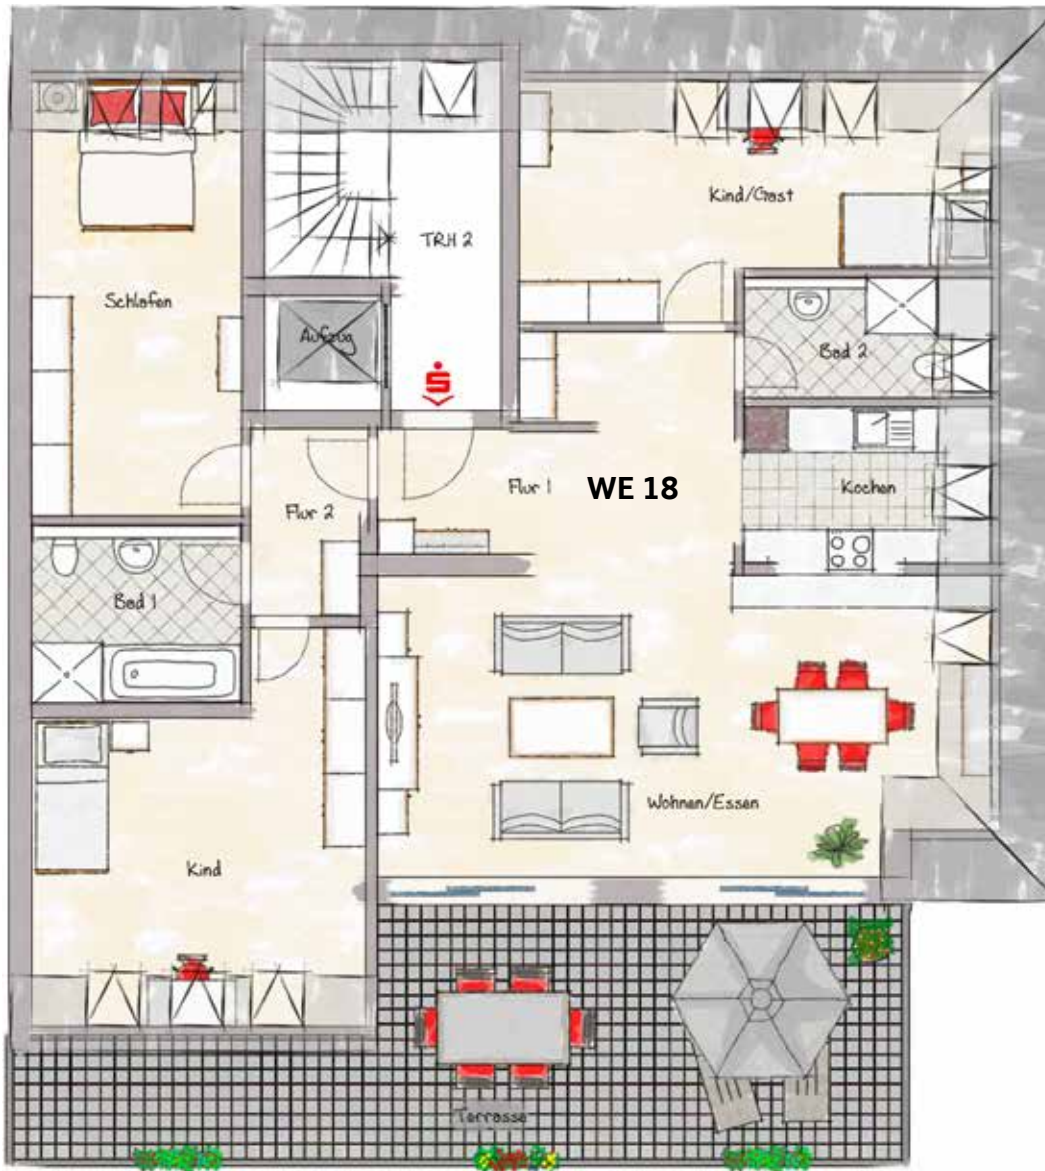 Kind/Gast
TRH 2
Schlafen
Aufzug
Bad 2
Flur 1
WE 18
Kochen
Flur 2
Bad 1
Wohnen/Essen
Kind
Terrasse